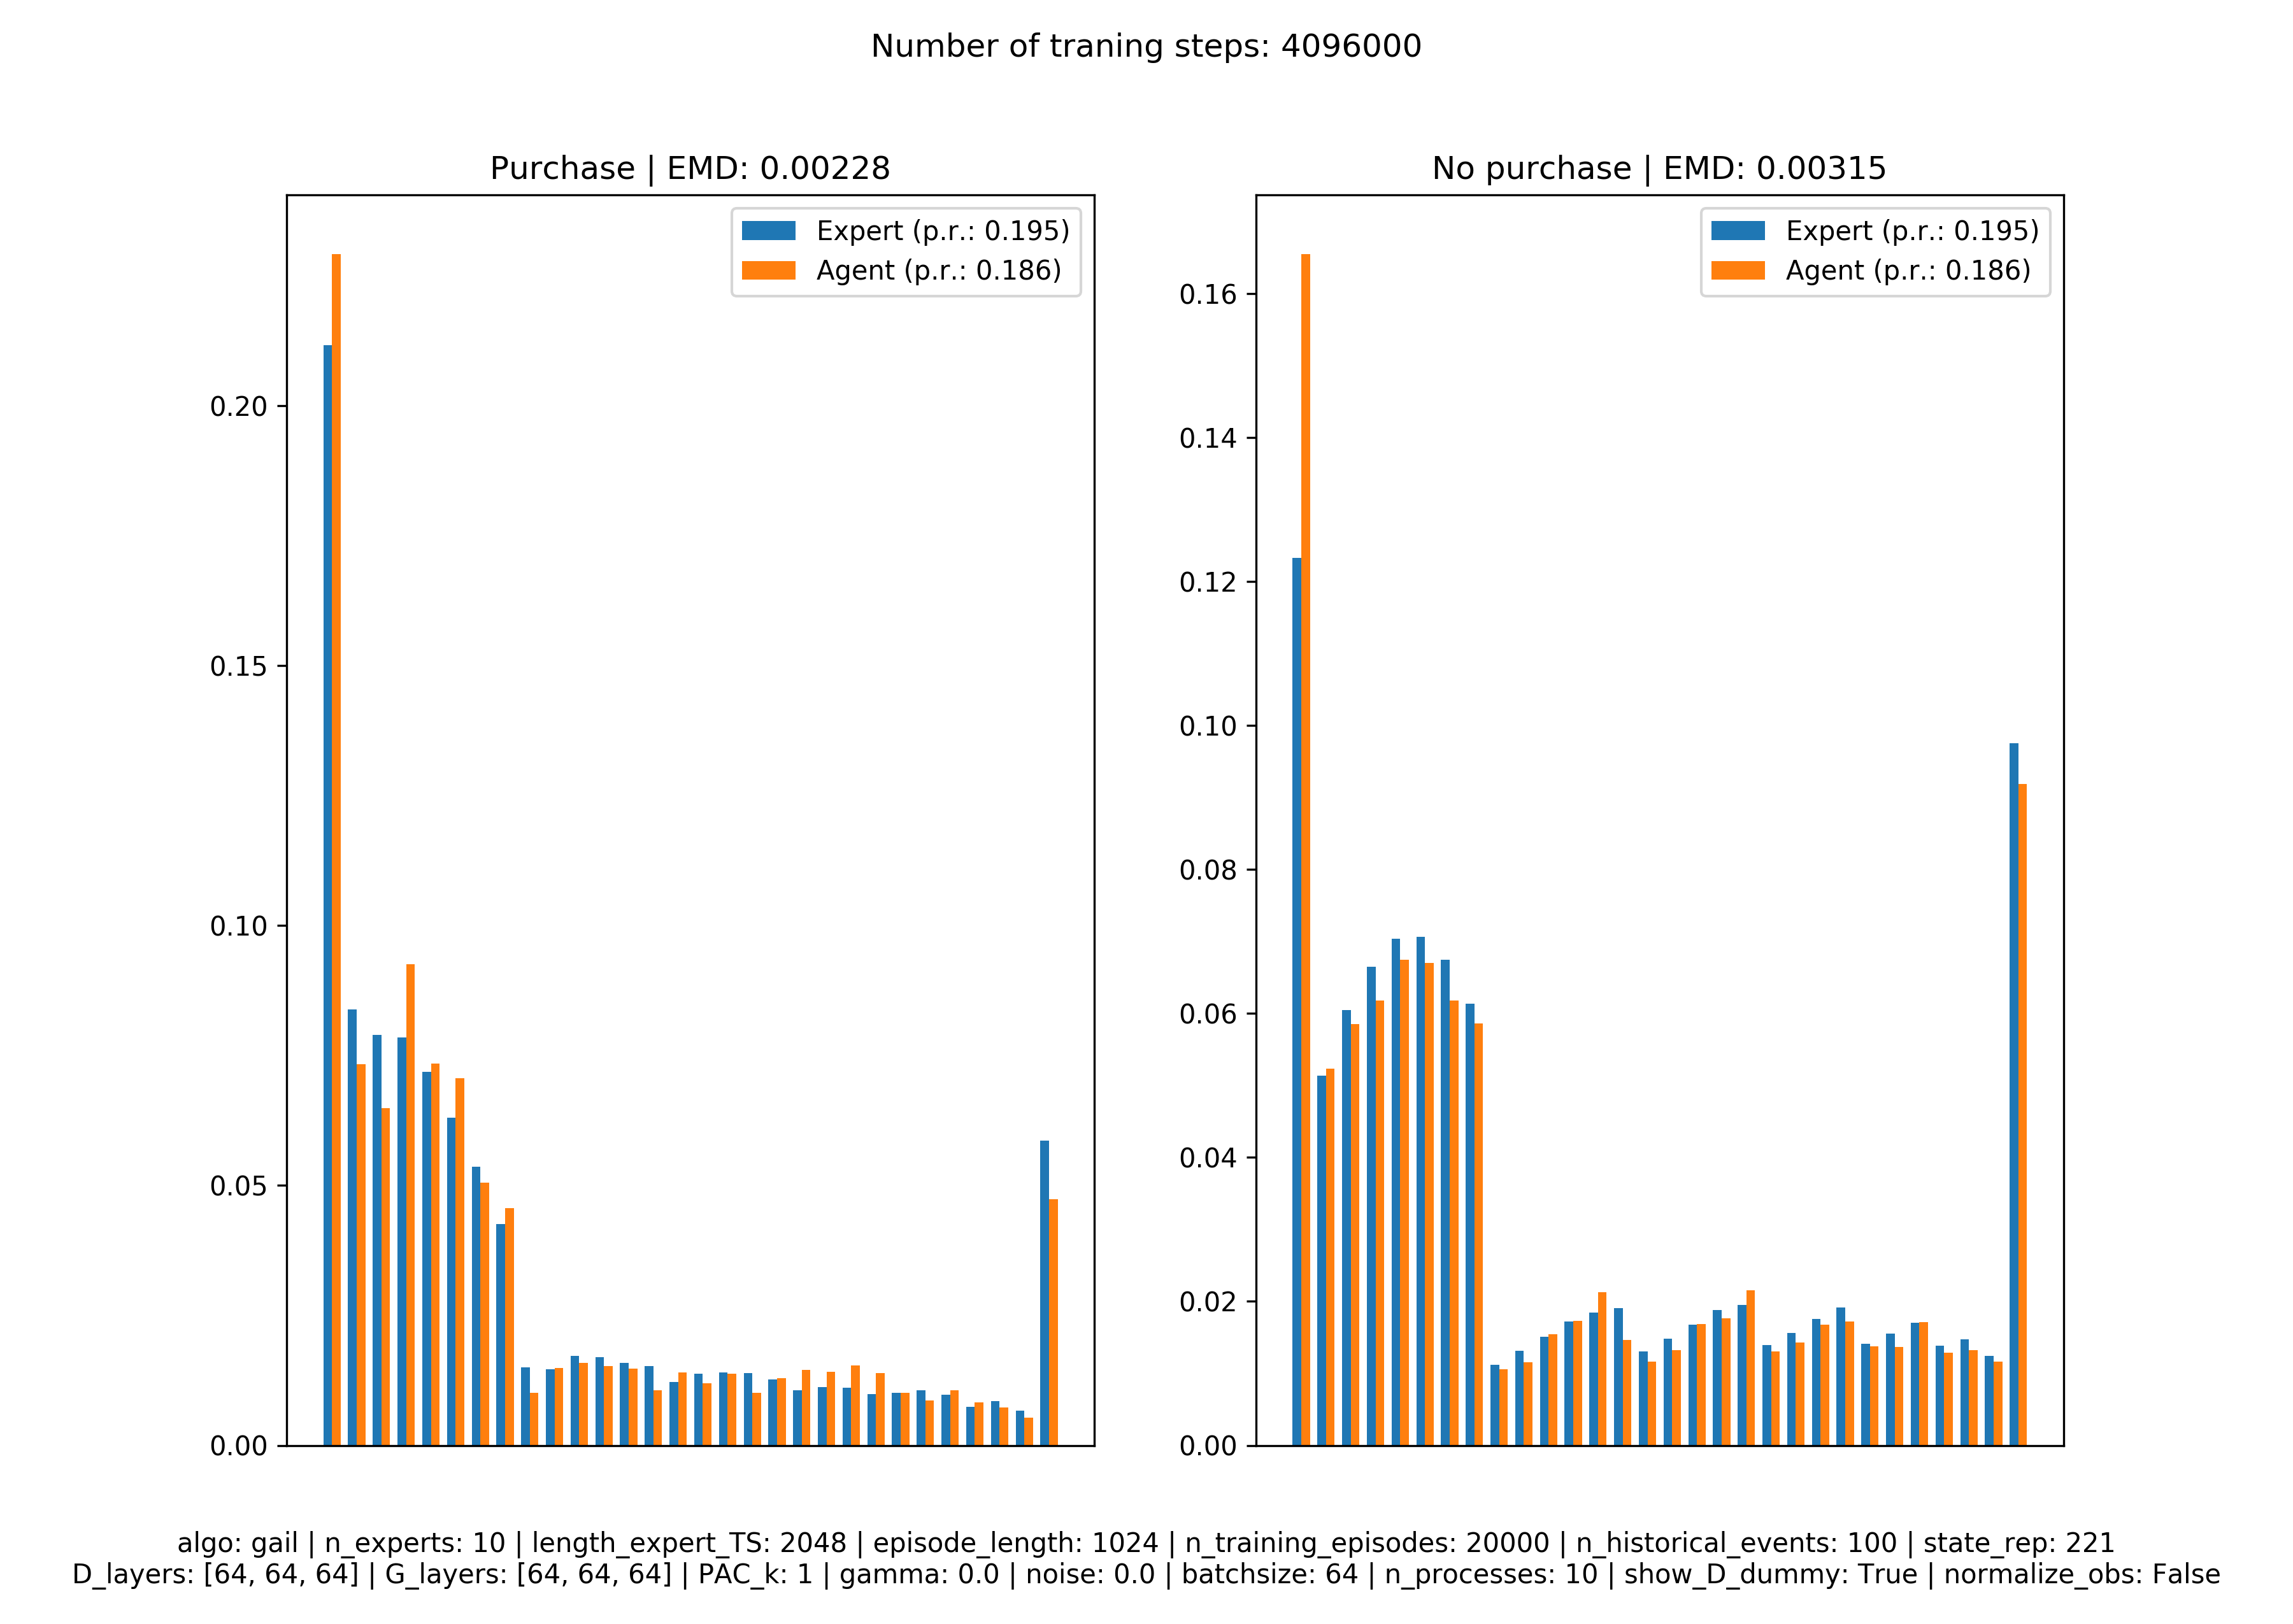 Number of traning steps: 4096000
Purchase | EMD: 0.00228
Expert (p.r.: 0.195)
Agent (p.r.: 0.186)
0.20
0.15
0.10
0.05
0.00
No purchase | EMD: 0.00315
Expert (p.r.: 0.195)
Agent (p.r.: 0.186)
0.16
0.14
0.12
0.10
0.08
0.06
0.04
0.02
0.00
algo: gail | n_experts: 10 | length_expert_TS: 2048 | episode_length: 1024 | n_training_episodes: 20000 | n_historical_events: 100 | state_rep: 221
D_layers: [64, 64, 64] | G_layers: [64, 64, 64] | PAC_k: 1 | gamma: 0.0 | noise: 0.0 | batchsize: 64 | n_processes: 10 | show_D_dummy: True | normalize_obs: False